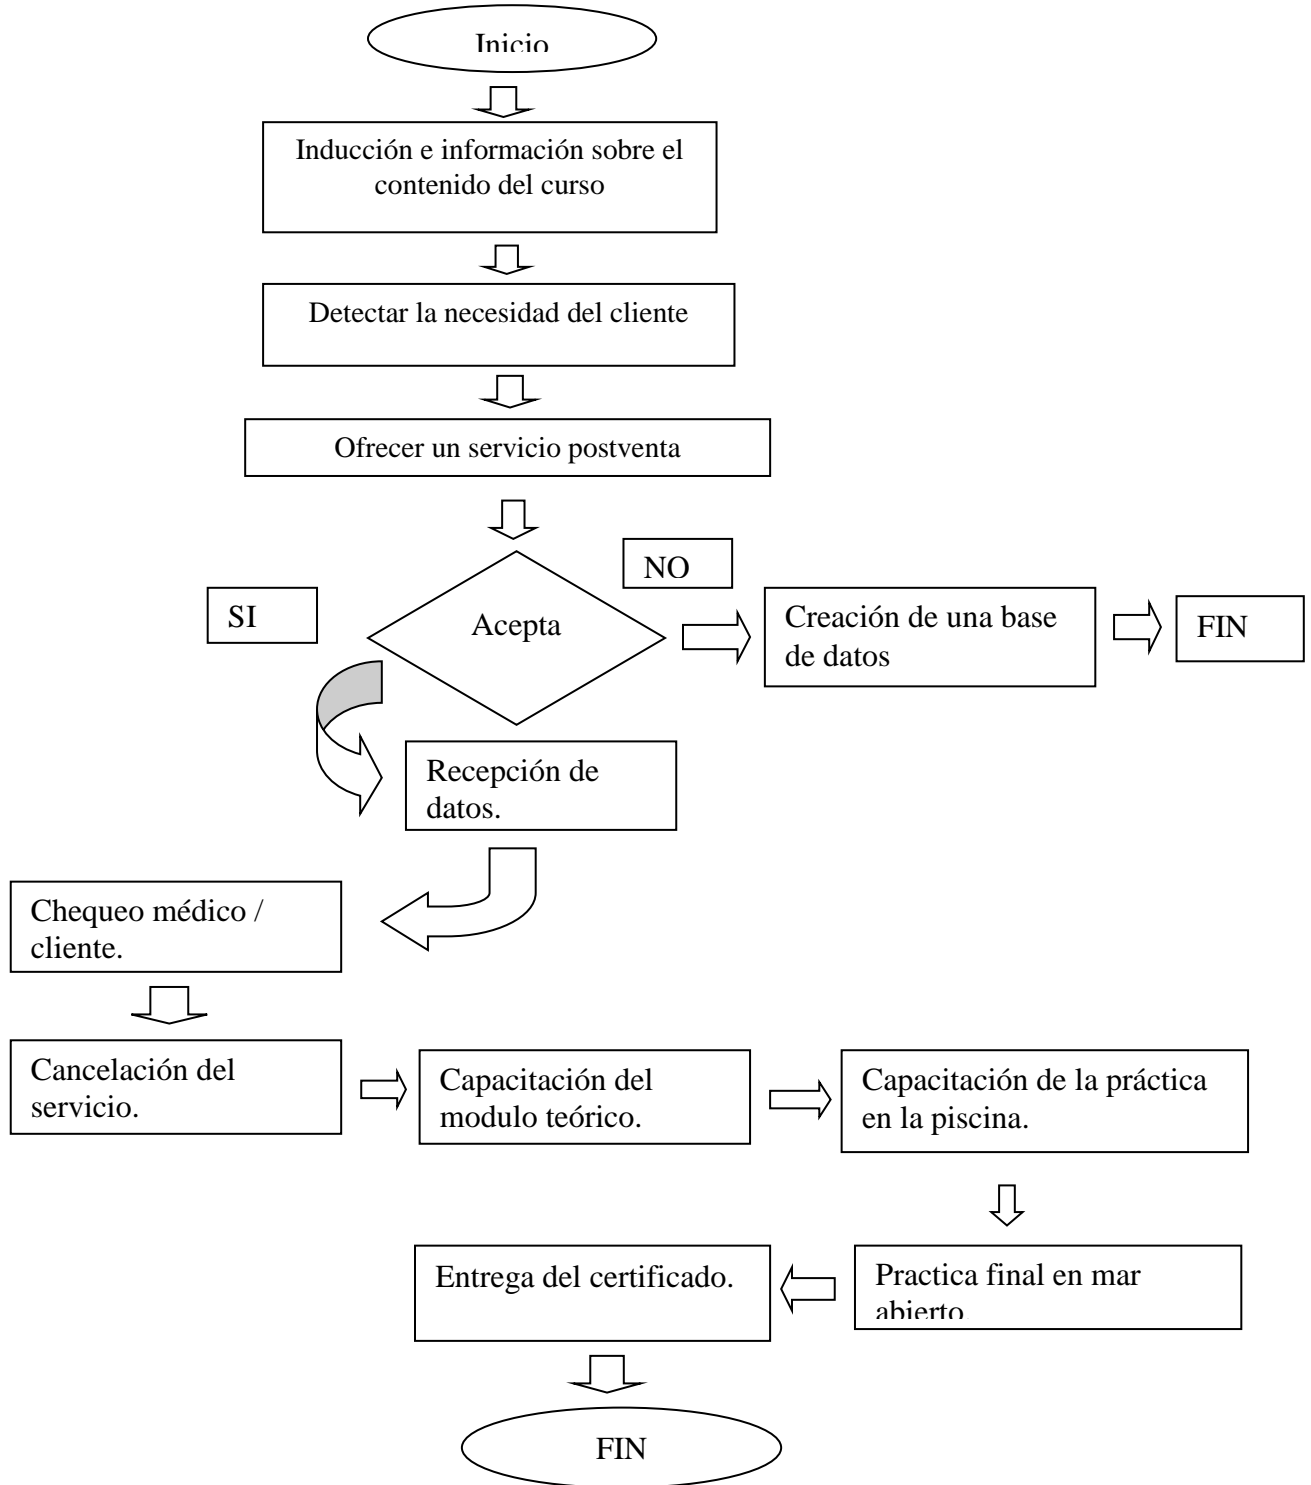 Inicio
Inducción e información sobre el
contenido del curso
Detectar la necesidad del cliente
Ofrecer un servicio postventa
NO
SI
Acepta
Creación de una base
de datos
FIN
Recepción de
datos.
Chequeo médico /
cliente.
Cancelación del
servicio.
Capacitación del
modulo teórico.
Capacitación de la práctica
en la piscina.
Entrega del certificado.
Practica final en mar
abierto
FIN